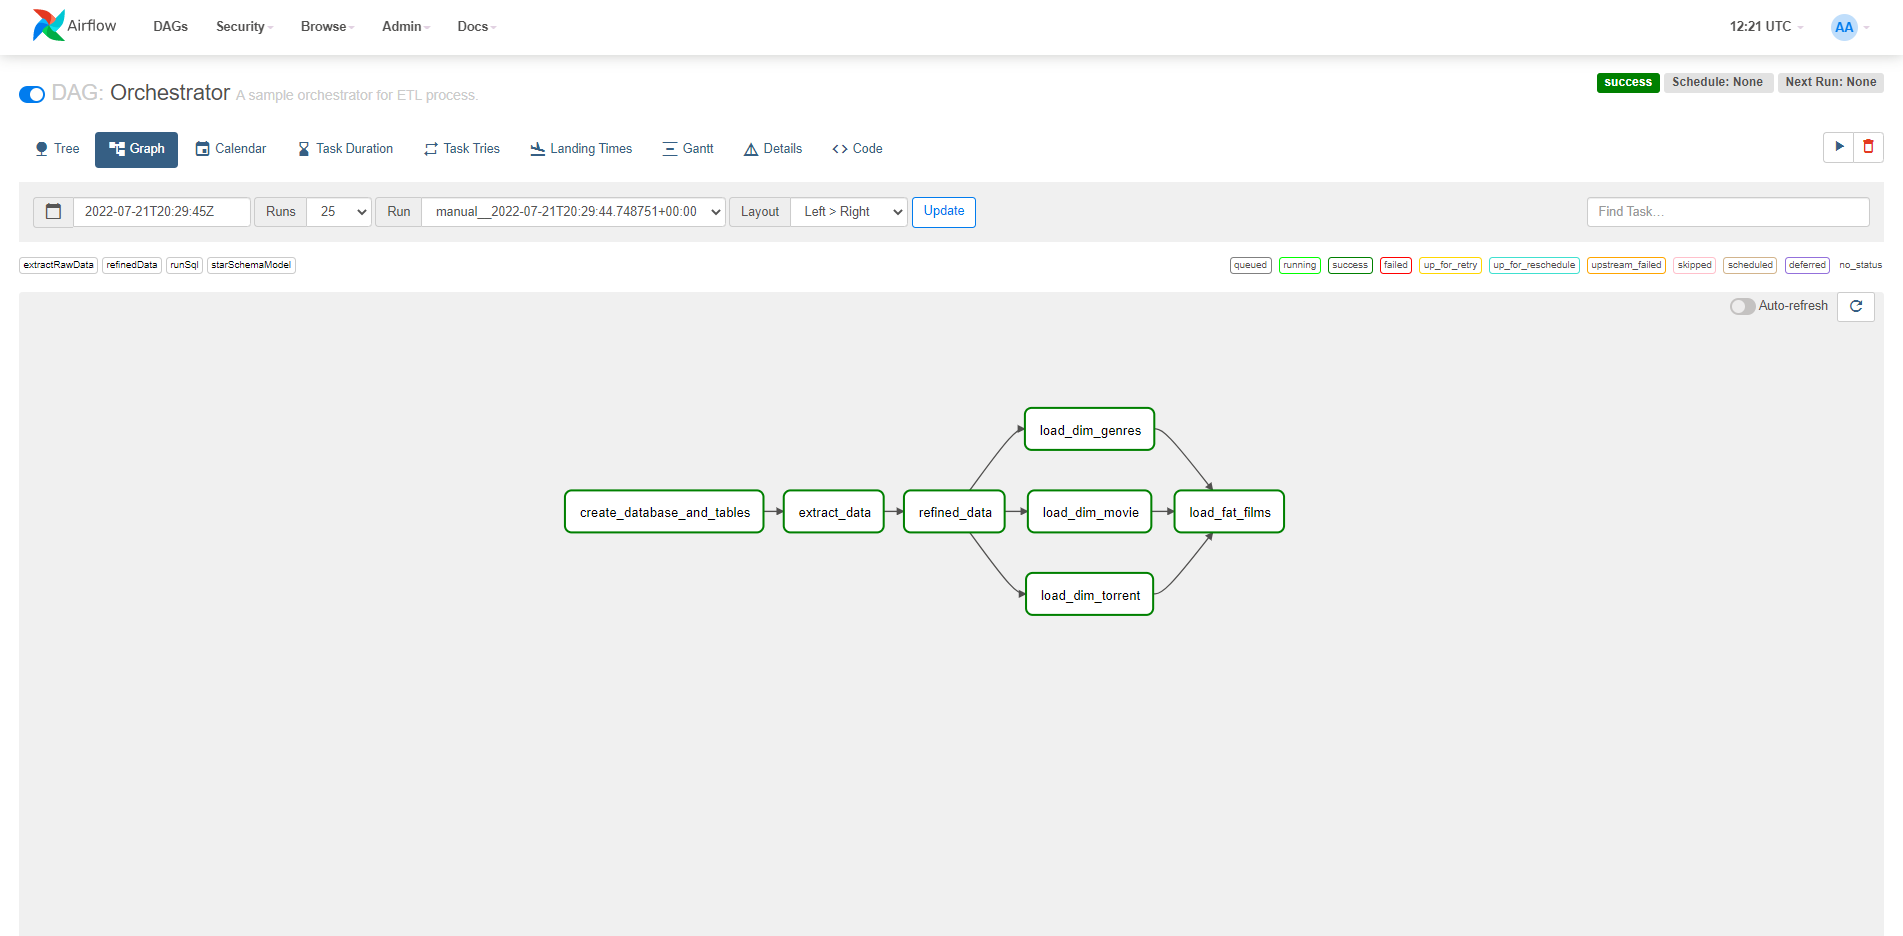 Airflow DAGs Security Browse Admin Docs 12:21 UTC AA
DAG: Orchestrator A sample orchestrator for ETL process. success Schedule: None Next Run: None
Tree Graph Calendar Task Duration Task Tries Landing Times Gantt Details Code
2022-07-21T20:29:45Z Runs 25 Run manual__2022-07-21T20:29:44.748751+00:00 Layout Left > Right Update Find Task...
extractRawData refinedData runSql starSchemaModel queued running success failed up_for_retry up_for_reschedule upstream_failed skipped scheduled deferred no_status
Auto-refresh
load_dim_genres
create_database_and_tables extract_data refined_data load_dim_movie load_fat_films
load_dim_torrent